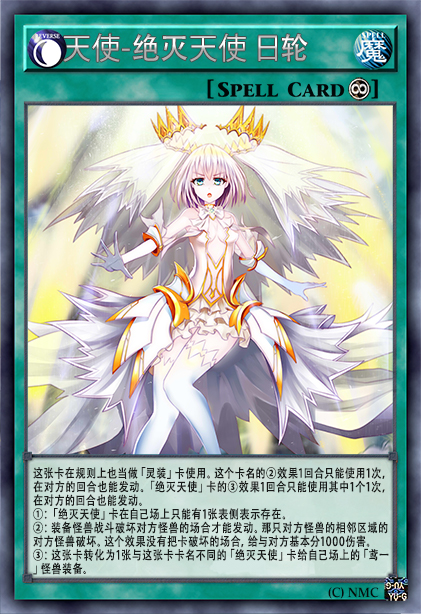 REVERSE
天使-绝灭天使 日轮
SPELL
魔
[SPELL CARD]
这张卡在规则上也当做「灵装」卡使用。这个卡名的②效果1回合只能使用1次,
在对方的回合也能发动。「绝灭天使」卡的③效果1回合只能使用其中1个1次,
在对方的回合也能发动。
①:「绝灭天使」卡在自己场上只能有1张表侧表示存在。
②:装备怪兽战斗破坏对方怪兽的场合才能发动。那只对方怪兽的相邻区域的
对方怪兽破坏。这个效果没有把卡破坏的场合,给与对方基本分1000伤害。
③:这张卡转化为1张与这张卡卡名不同的「绝灭天使」卡给自己场上的「鸢一
」怪兽装备。
(C) NMC